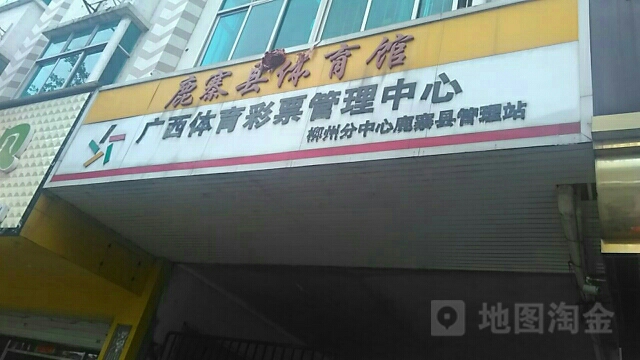 鹿寨县体育馆
广西体育彩票管理中心
柳州分中心鹿寨县管理站
地图淘金